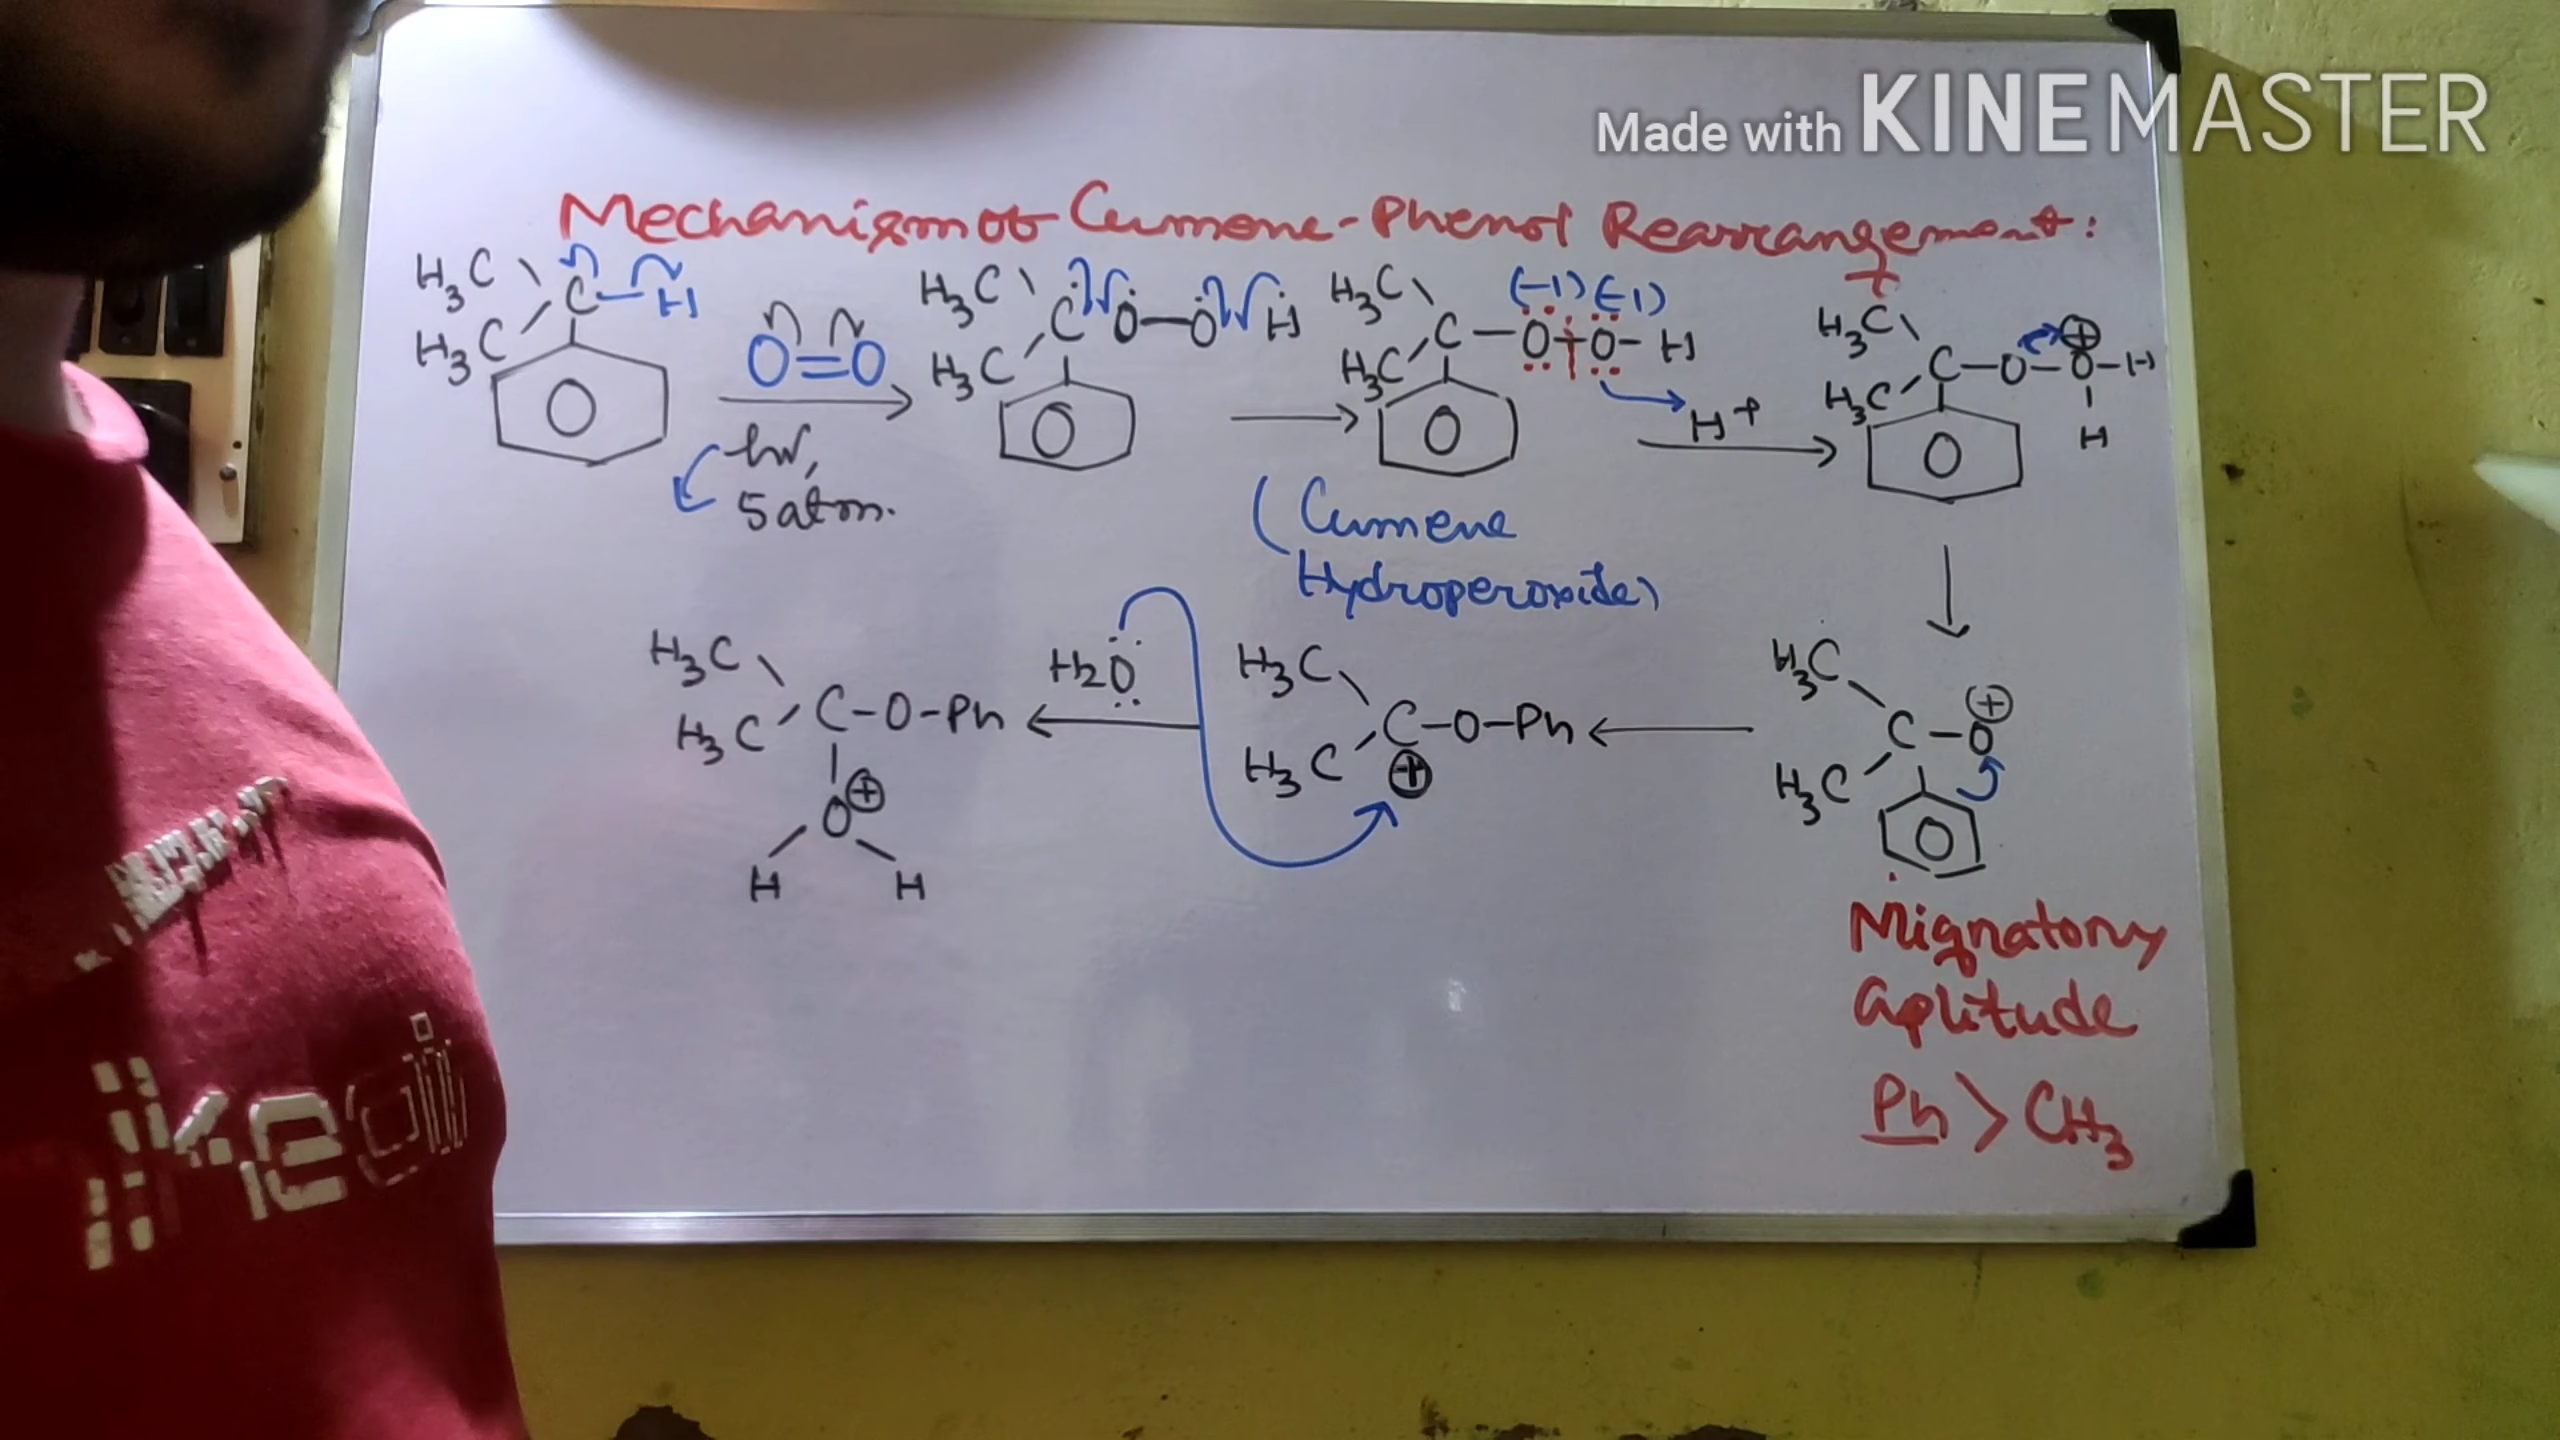 Made with KINEMASTER
Mechanism of Cumene-Phenol Rearrangement:
H₃C
C-H
H₃C
O=O
hν,
5 atm.
H₃C
C O-O H
H₃C
(-1) (-1)
H₃C
C-O-O-H
H₃C
H⁺
(Cumene
Hydroperoxide)
+
H₃C
C-O-O-H
H₃C
⊕
H
H₃C
C-O
H₃C
⊕
Migratory
aptitude
Ph > CH₃
H₃C
C-O-Ph
H₃C
⊕
H₂O
H₃C
C-O-Ph
H₃C
O⊕
H H